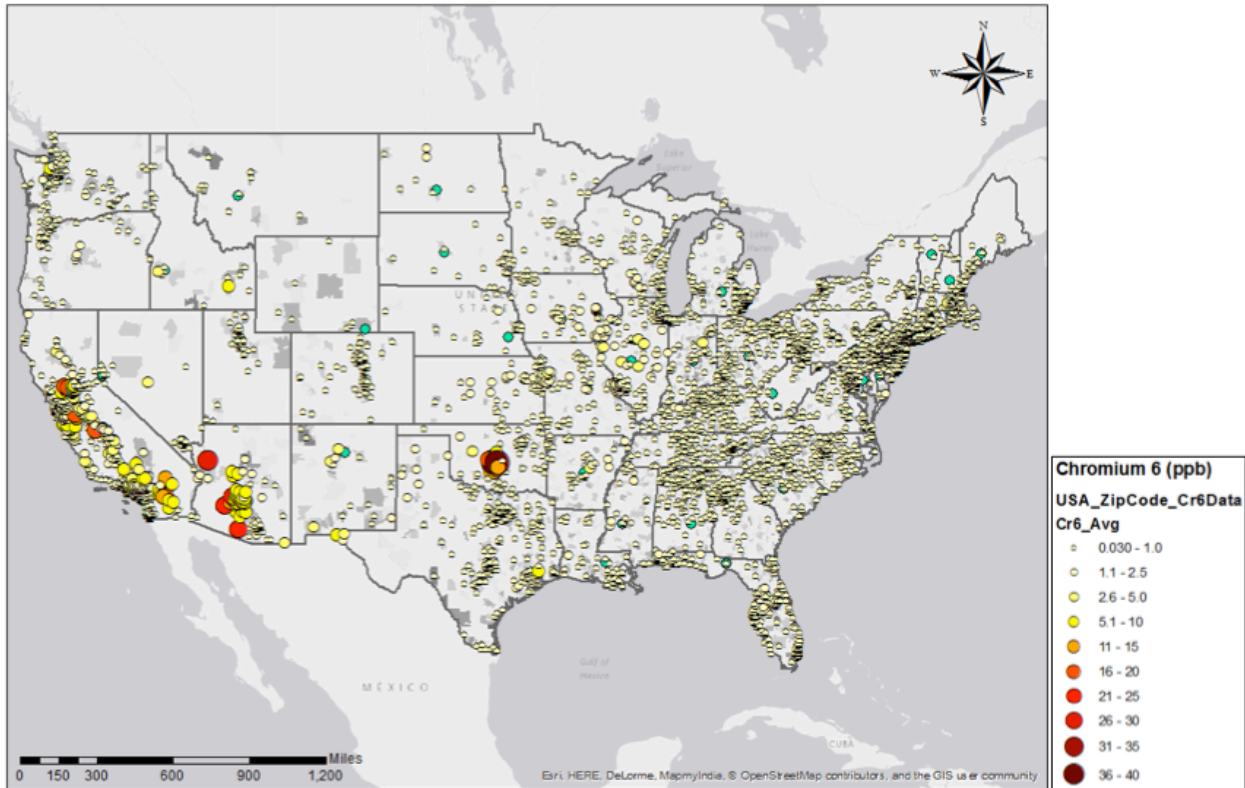 N
W E
S
Lake
Superior
Lake
Huron
UNITED
STATES
MÉXICO
Gulf of
Mexico
CUBA
Miles
0 150 300 600 900 1,200
Esri, HERE, DeLorme, MapmyIndia, © OpenStreetMap contributors, and the GIS user community
Chromium 6 (ppb)
USA_ZipCode_Cr6Data
Cr6_Avg
0.030 - 1.0
1.1 - 2.5
2.6 - 5.0
5.1 - 10
11 - 15
16 - 20
21 - 25
26 - 30
31 - 35
36 - 40